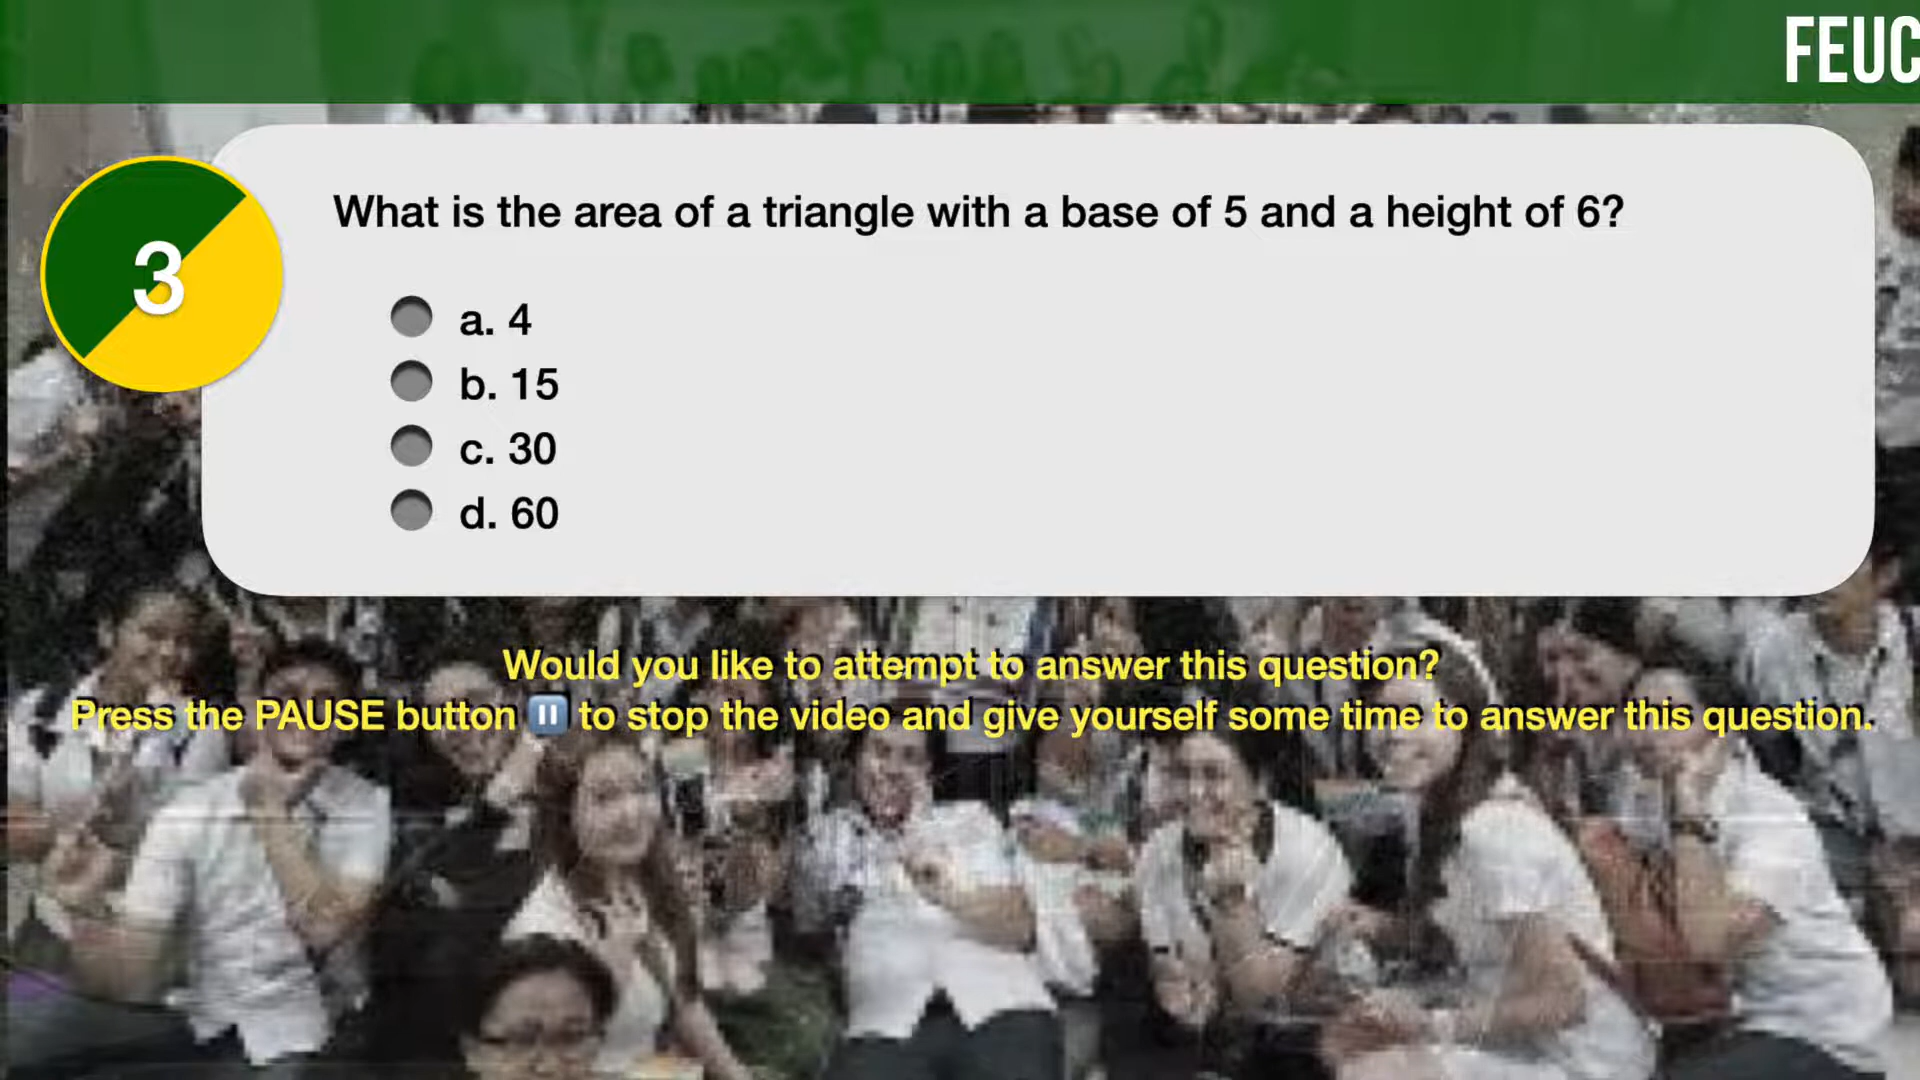 FEUC
3
What is the area of a triangle with a base of 5 and a height of 6?
a. 4
b. 15
c. 30
d. 60
Would you like to attempt to answer this question?
Press the PAUSE button ⏸ to stop the video and give yourself some time to answer this question.